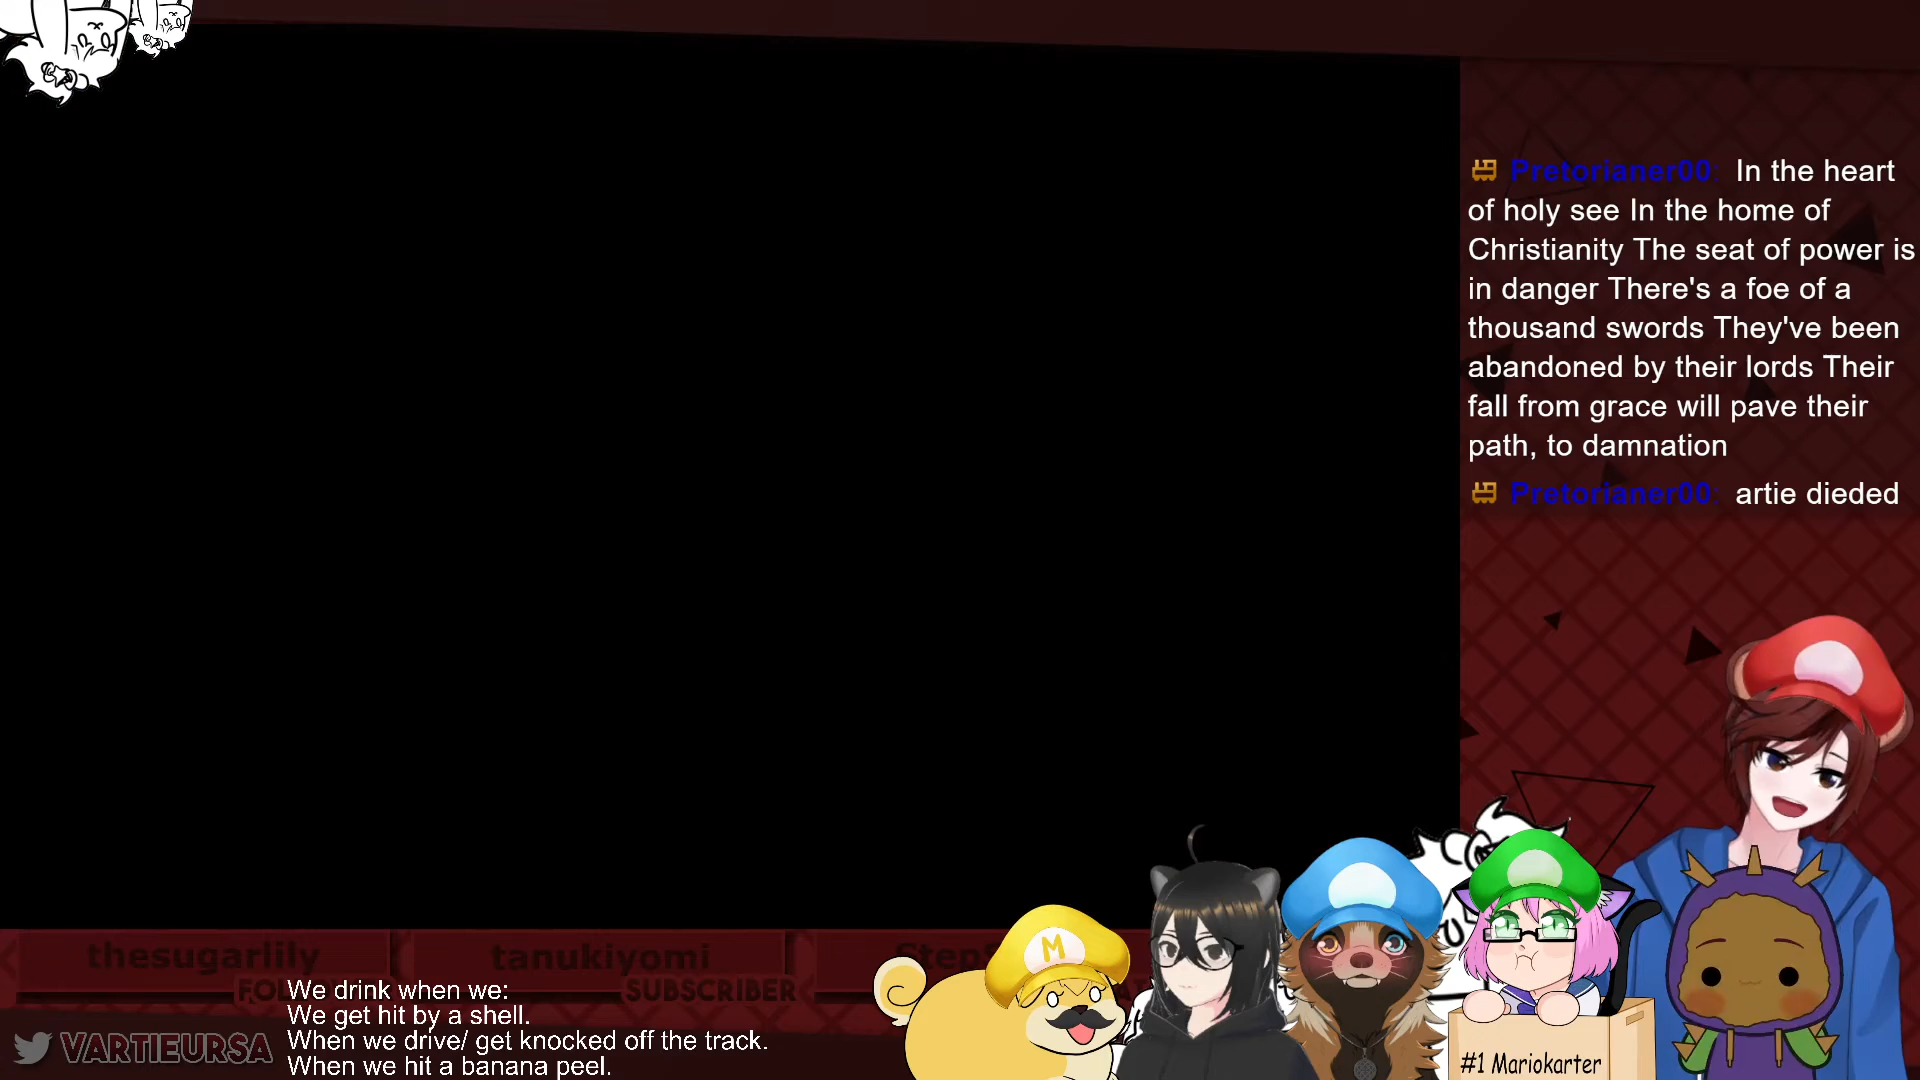 Pretorianer00: In the heart
of holy see In the home of
Christianity The seat of power is
in danger There's a foe of a
thousand swords They've been
abandoned by their lords Their
fall from grace will pave their
path, to damnation
Pretorianer00: artie dieded
thesugarlily
tanukiyomi
Step
SUBSCRIBER
We drink when we:
We get hit by a shell.
When we drive/ get knocked off the track.
When we hit a banana peel.
VARTIEURSA
M
#1 Mariokarter